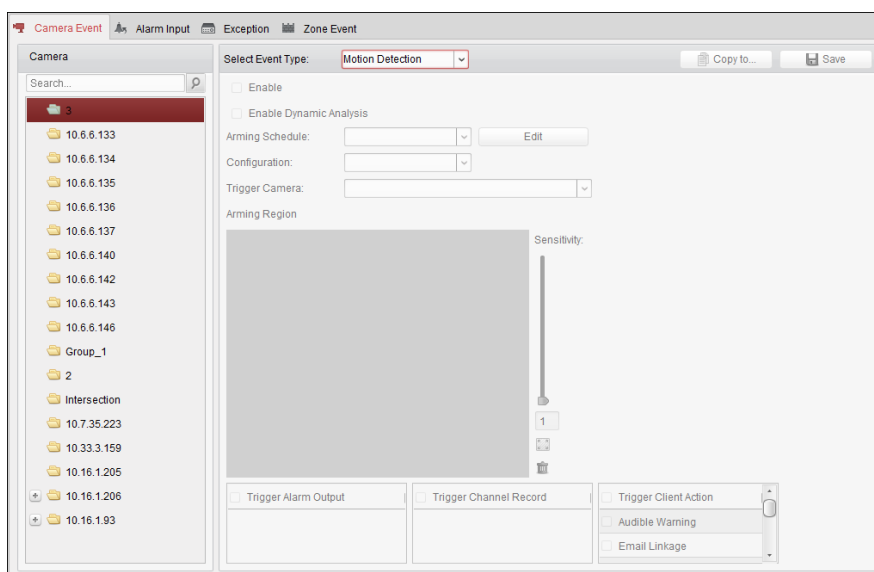 Camera Event Alarm Input Exception Zone Event
Camera
Search...
3
10.6.6.133
10.6.6.134
10.6.6.135
10.6.6.136
10.6.6.137
10.6.6.140
10.6.6.142
10.6.6.143
10.6.6.146
Group_1
2
Intersection
10.7.35.223
10.33.3.159
10.16.1.205
10.16.1.206
10.16.1.93
Select Event Type: Motion Detection Copy to... Save
Enable
Enable Dynamic Analysis
Arming Schedule: Edit
Configuration:
Trigger Camera:
Arming Region
Sensitivity:
1
Trigger Alarm Output
Trigger Channel Record
Trigger Client Action
Audible Warning
Email Linkage